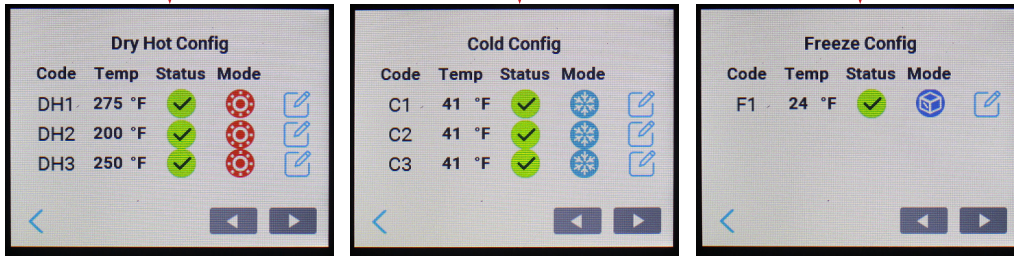 Dry Hot Config
Code Temp Status Mode
DH1 275 °F
DH2 200 °F
DH3 250 °F
Cold Config
Code Temp Status Mode
C1 41 °F
C2 41 °F
C3 41 °F
Freeze Config
Code Temp Status Mode
F1 24 °F